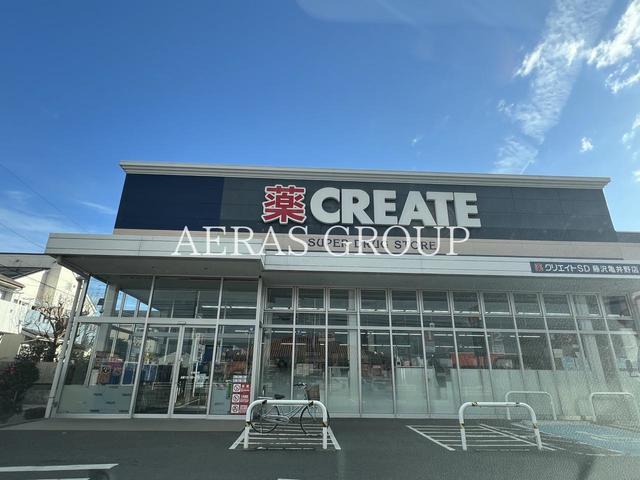 薬 CREATE
AERAS GROUP
SUPER DRUG STORE
薬 クリエイトSD 藤沢亀井野店